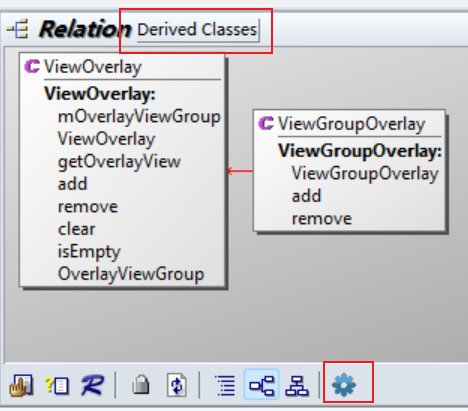 Relation Derived Classes
ViewOverlay
ViewOverlay:
mOverlayViewGroup
ViewOverlay
getOverlayView
add
remove
clear
isEmpty
OverlayViewGroup
ViewGroupOverlay
ViewGroupOverlay:
ViewGroupOverlay
add
remove